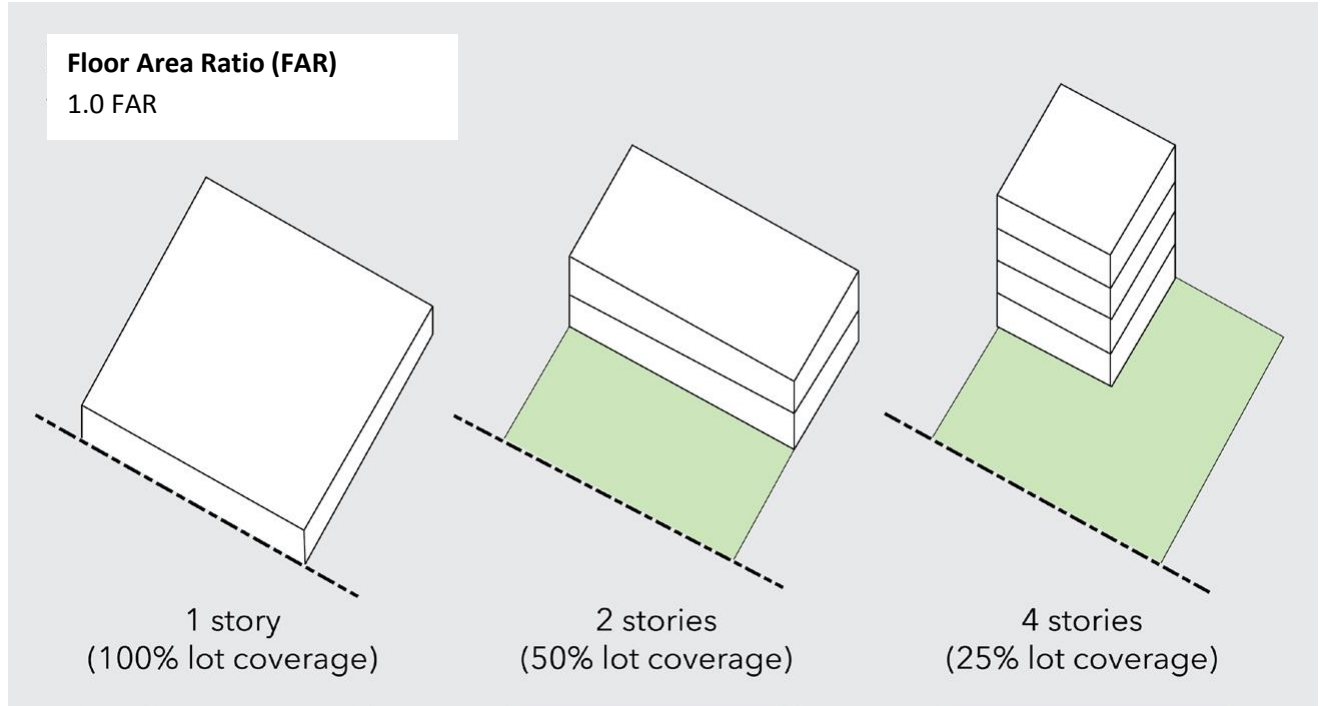 Floor Area Ratio (FAR)
1.0 FAR
1 story
(100% lot coverage)
2 stories
(50% lot coverage)
4 stories
(25% lot coverage)